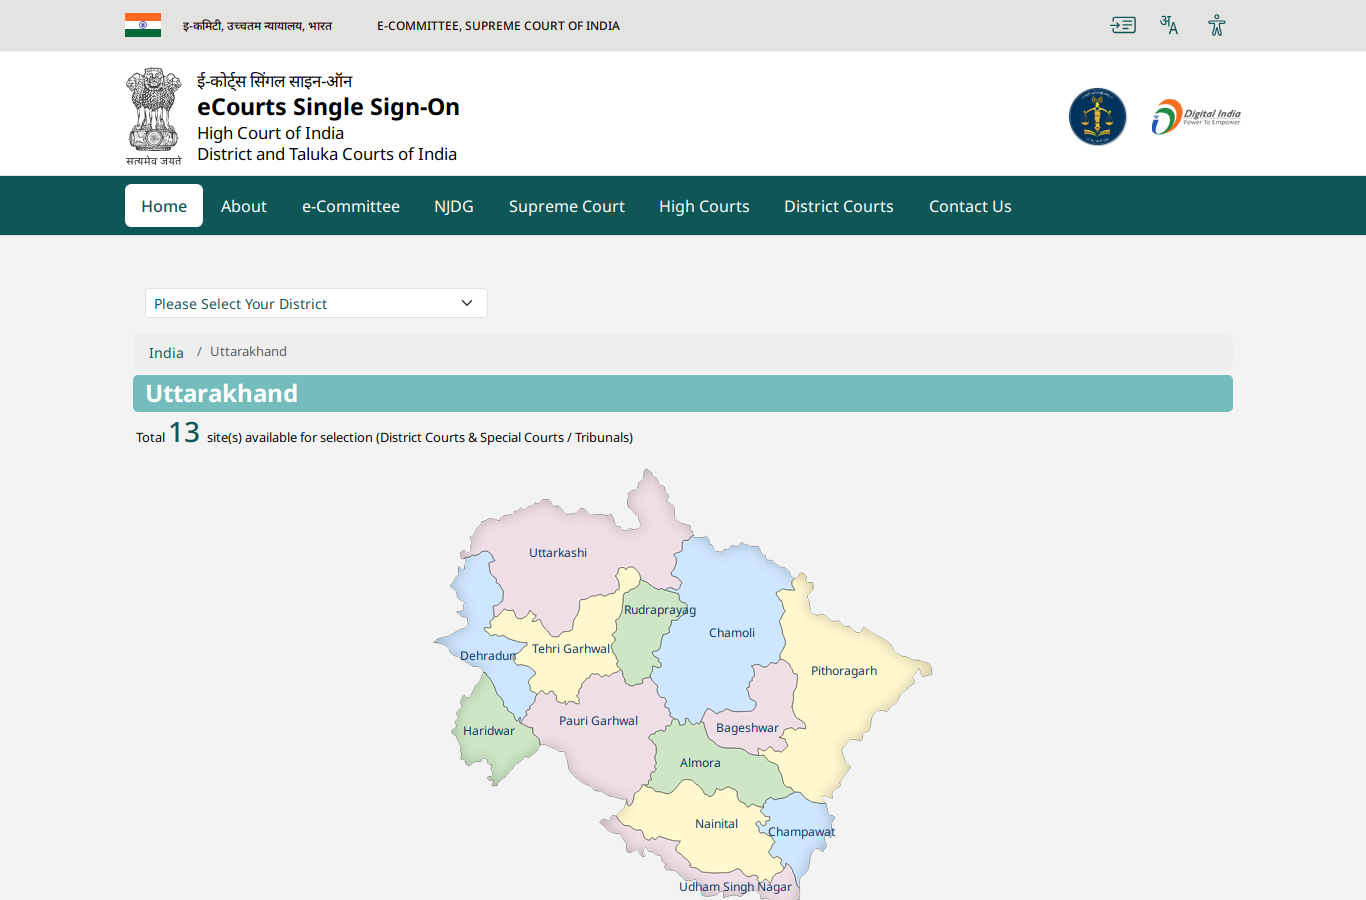 इ-कमिटी, उच्चतम न्यायालय, भारत
E-COMMITTEE, SUPREME COURT OF INDIA
अ A
ई-कोर्ट्स सिंगल साइन-ऑन
eCourts Single Sign-On
High Court of India
District and Taluka Courts of India
सत्यमेव जयते
Digital India
Power To Empower
Home About e-Committee NJDG Supreme Court High Courts District Courts Contact Us
Please Select Your District
India / Uttarakhand
Uttarakhand
Total 13 site(s) available for selection (District Courts & Special Courts / Tribunals)
Uttarkashi
Rudraprayag
Chamoli
Tehri Garhwal
Dehradun
Pithoragarh
Pauri Garhwal
Bageshwar
Haridwar
Almora
Nainital
Champawat
Udham Singh Nagar